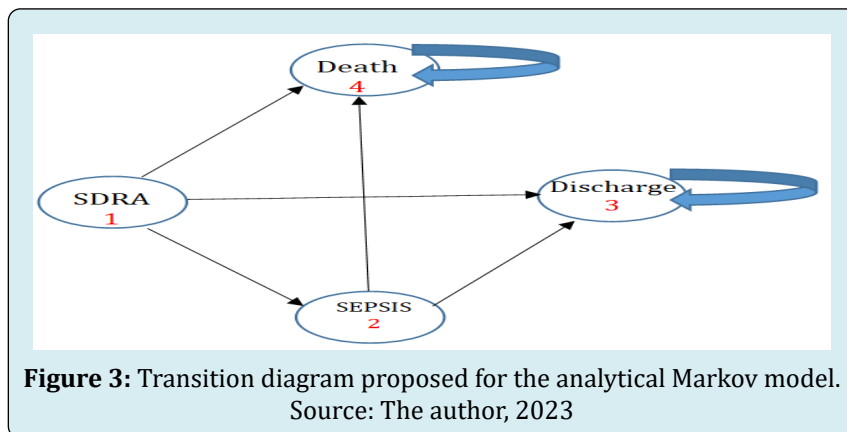 Death
4
SDRA
1
Discharge
3
SEPSIS
2
Figure 3: Transition diagram proposed for the analytical Markov model.
Source: The author, 2023